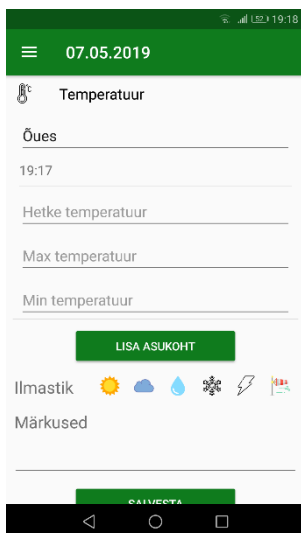 52 19:18
07.05.2019
Temperatuur
Õues
19:17
Hetke temperatuur
Max temperatuur
Min temperatuur
LISA ASUKOHT
Ilmastik
Märkused
SALVESTA